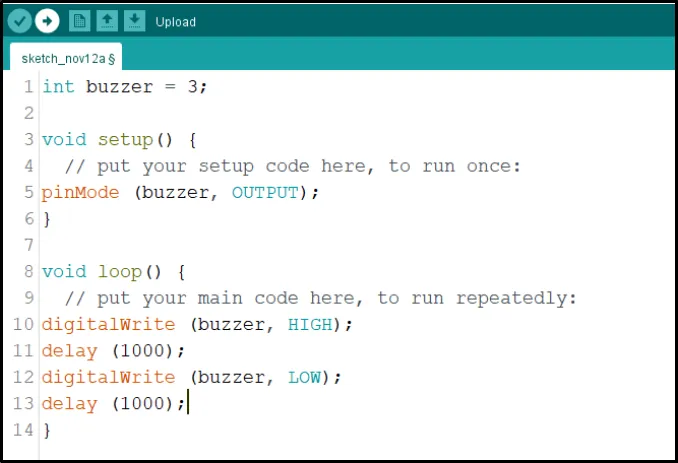 Upload
sketch_nov12a §
1 int buzzer = 3;
2
3 void setup() {
4 // put your setup code here, to run once:
5 pinMode (buzzer, OUTPUT);
6 }
7
8 void loop() {
9 // put your main code here, to run repeatedly:
10 digitalWrite (buzzer, HIGH);
11 delay (1000);
12 digitalWrite (buzzer, LOW);
13 delay (1000);
14 }